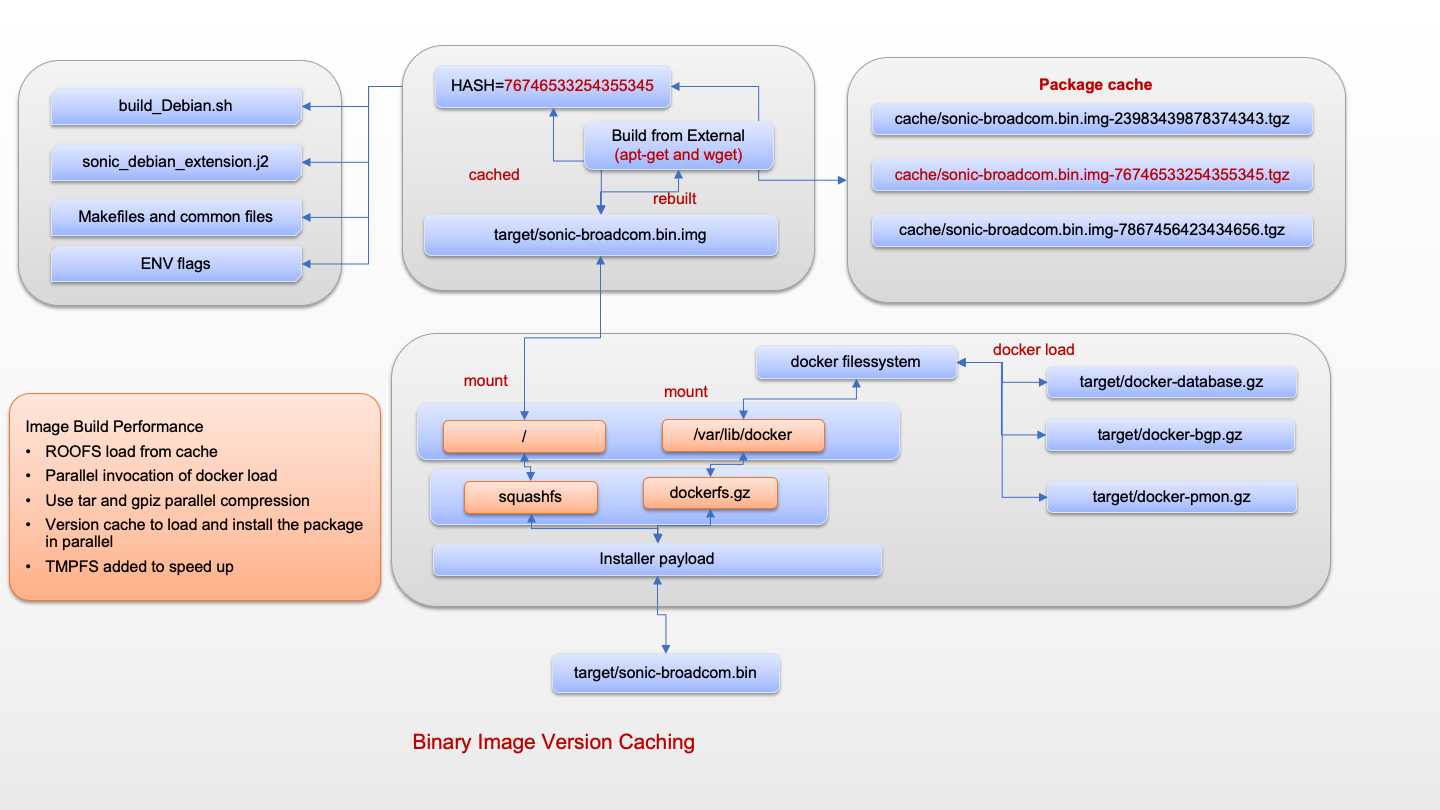 build_Debian.sh
sonic_debian_extension.j2
Makefiles and common files
ENV flags
HASH=76746533254355345
Build from External
(apt-get and wget)
cached
rebuilt
target/sonic-broadcom.bin.img
Package cache
cache/sonic-broadcom.bin.img-23983439878374343.tgz
cache/sonic-broadcom.bin.img-76746533254355345.tgz
cache/sonic-broadcom.bin.img-7867456423434656.tgz
Image Build Performance
• ROOFS load from cache
• Parallel invocation of docker load
• Use tar and gpiz parallel compression
• Version cache to load and install the package
in parallel
• TMPFS added to speed up
mount
mount
docker filessystem
docker load
/
/var/lib/docker
squashfs
dockerfs.gz
Installer payload
target/docker-database.gz
target/docker-bgp.gz
target/docker-pmon.gz
target/sonic-broadcom.bin
Binary Image Version Caching